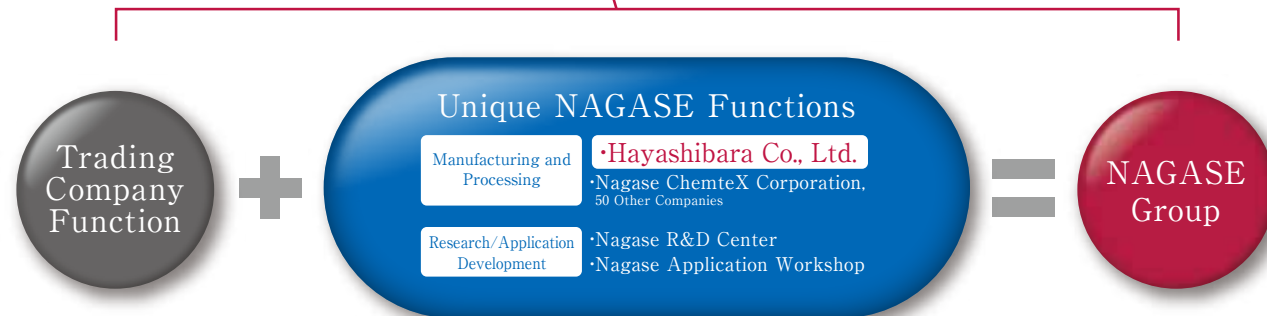 Trading
Company
Function
Unique NAGASE Functions
Manufacturing and
Processing
・Hayashibara Co., Ltd.
・Nagase ChemteX Corporation,
50 Other Companies
Research/Application
Development
・Nagase R&D Center
・Nagase Application Workshop
NAGASE
Group